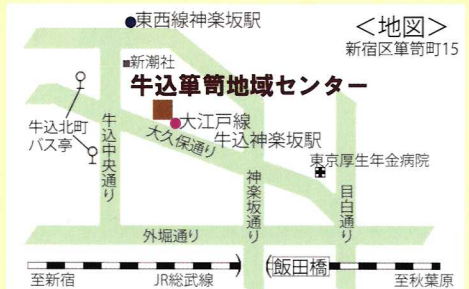 東西線神楽坂駅
<地図>
新宿区箪笥町15
新潮社
牛込箪笥地域センター
大江戸線
牛込神楽坂駅
牛込北町
バス亭
牛込中央通り
大久保通り
神楽坂通り
東京厚生年金病院
目白通り
外堀通り
飯田橋
至新宿
JR総武線
至秋葉原